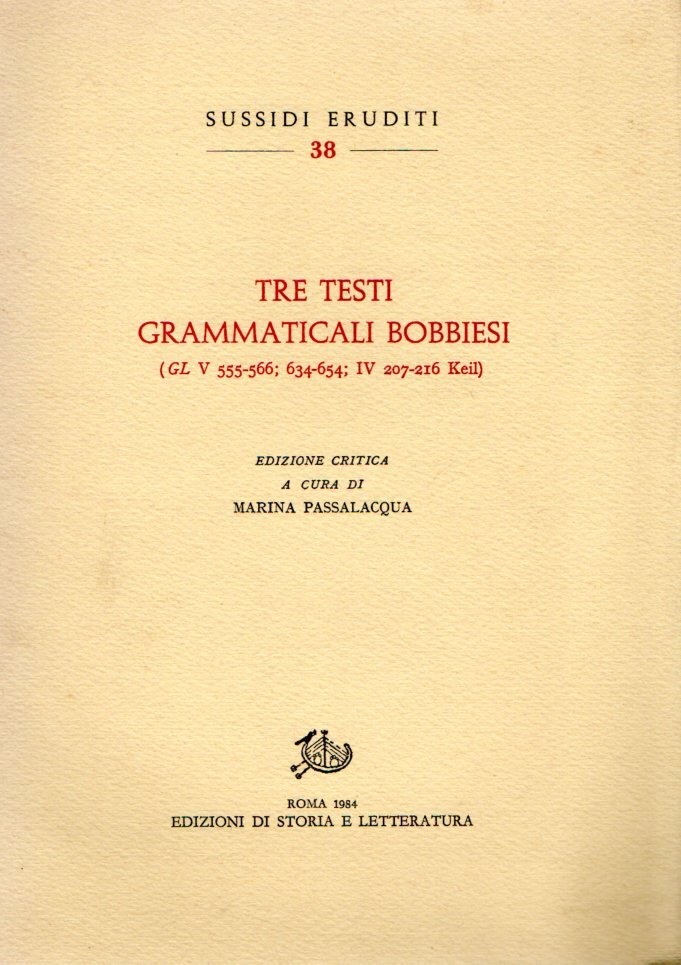 SUSSIDI ERUDITI
38
TRE TESTI
GRAMMATICALI BOBBIESI
(GL V 555-566; 634-654; IV 207-216 Keil)
EDIZIONE CRITICA
A CURA DI
MARINA PASSALACQUA
ROMA 1984
EDIZIONI DI STORIA E LETTERATURA